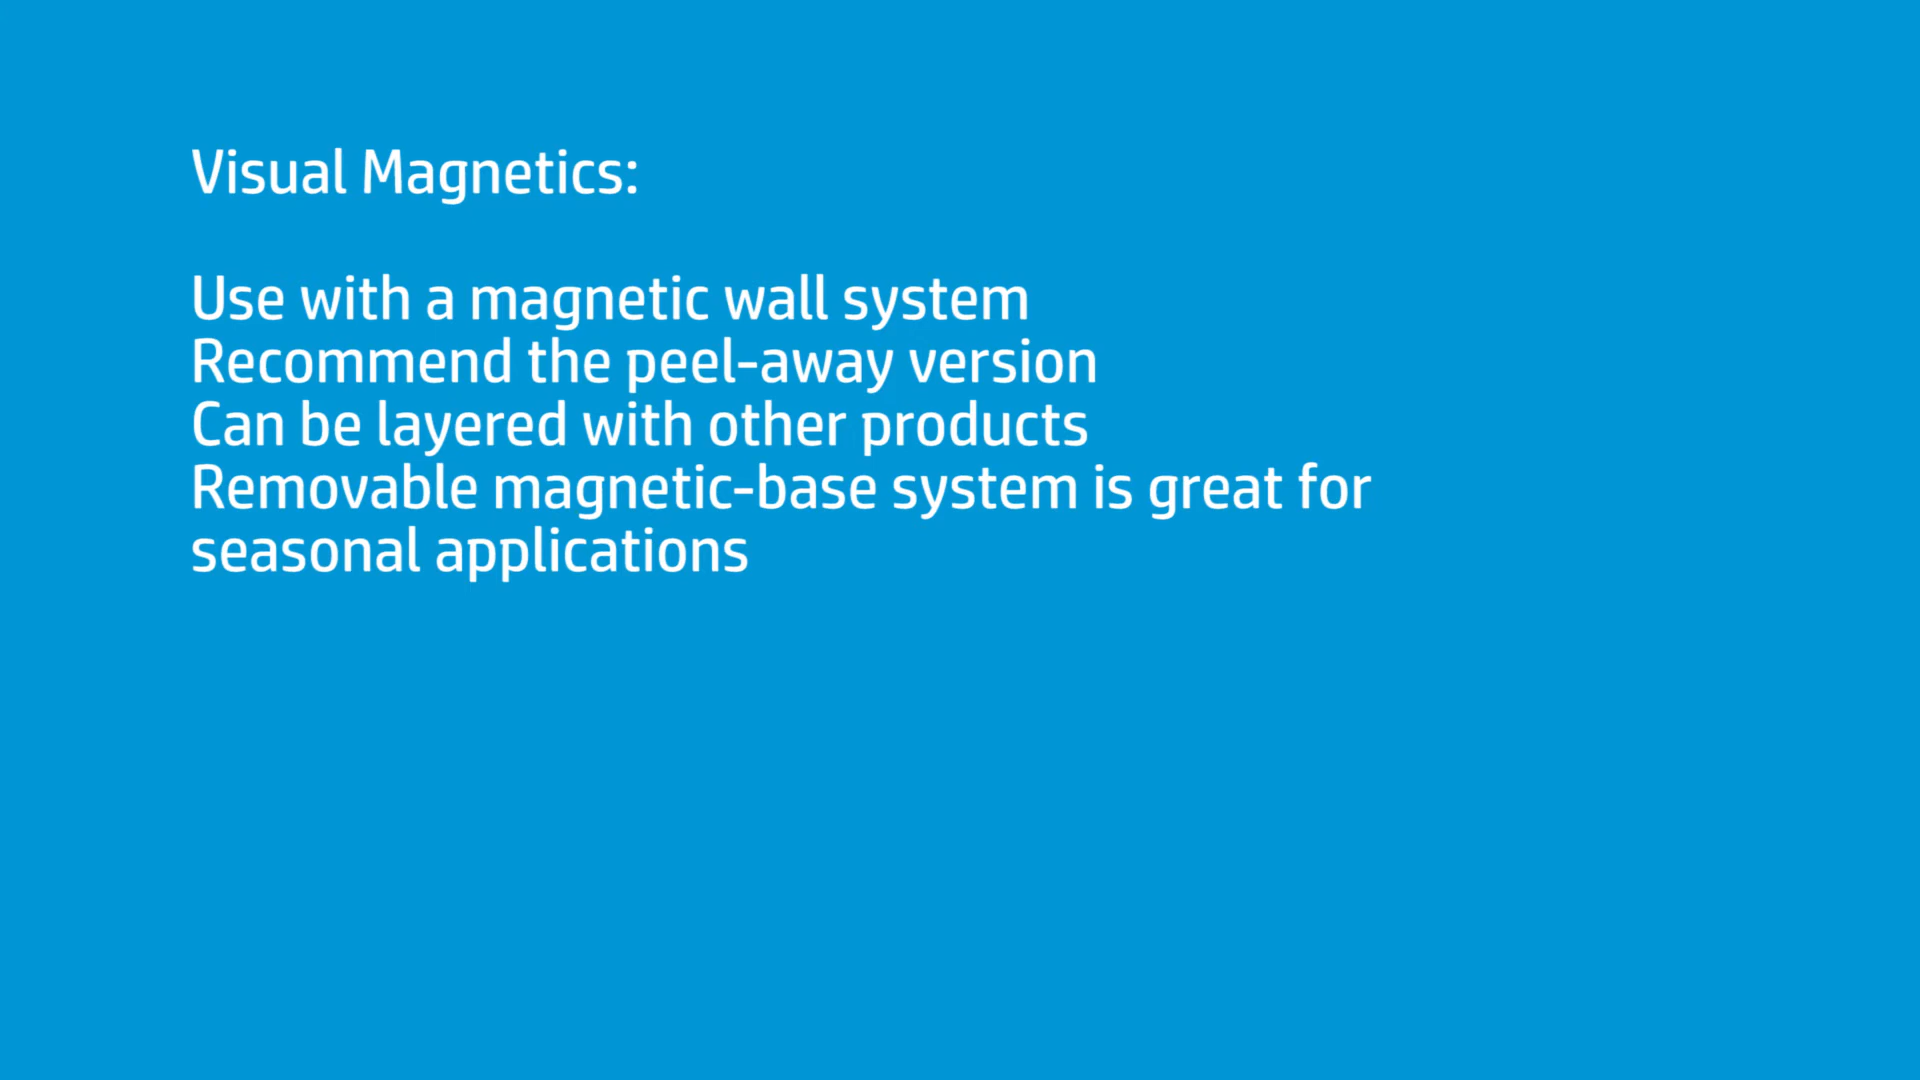 Visual Magnetics:
Use with a magnetic wall system
Recommend the peel-away version
Can be layered with other products
Removable magnetic-base system is great for
seasonal applications